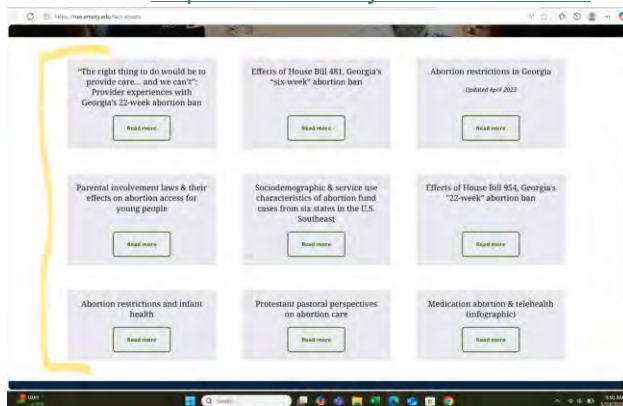 "The right thing to do would be to
provide care... and we can't":
Provider experiences with
Georgia's 22-week abortion ban
Read more
Effects of House Bill 481, Georgia's
"six-week" abortion ban
Read more
Abortion restrictions in Georgia
Updated April 2023
Read more
Parental involvement laws & their
effects on abortion access for
young people
Read more
Sociodemographic & service use
characteristics of abortion fund
cases from six states in the U.S.
Southeast
Read more
Effects of House Bill 954, Georgia's
"22-week" abortion ban
Read more
Abortion restrictions and infant
health
Read more
Protestant pastoral perspectives
on abortion care
Read more
Medication abortion & telehealth
(infographic)
Read more
Search